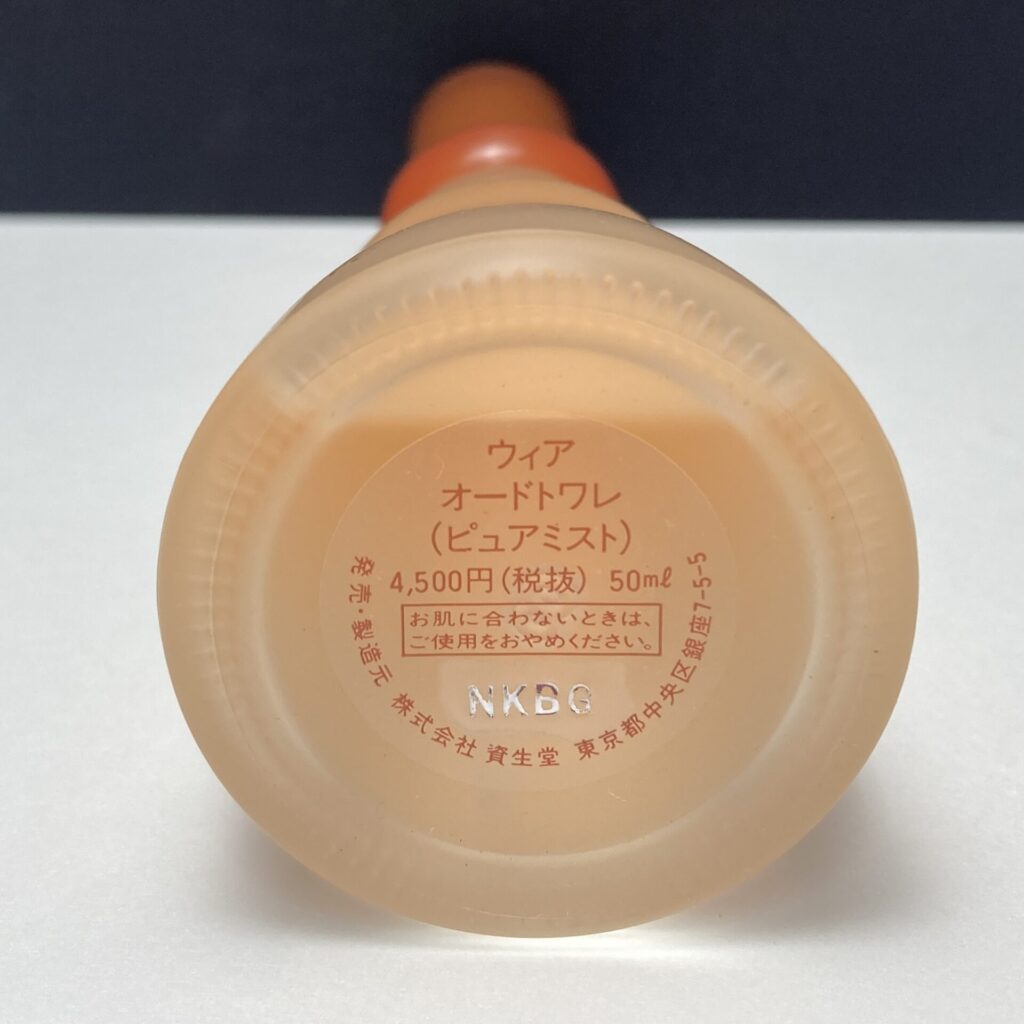 ウィア
オードトワレ
(ピュアミスト)
4,500円(税抜) 50mℓ
お肌に合わないときは、
ご使用をおやめください。
NKBG
発売・製造元 株式会社 資生堂 東京都中央区銀座7-5-5